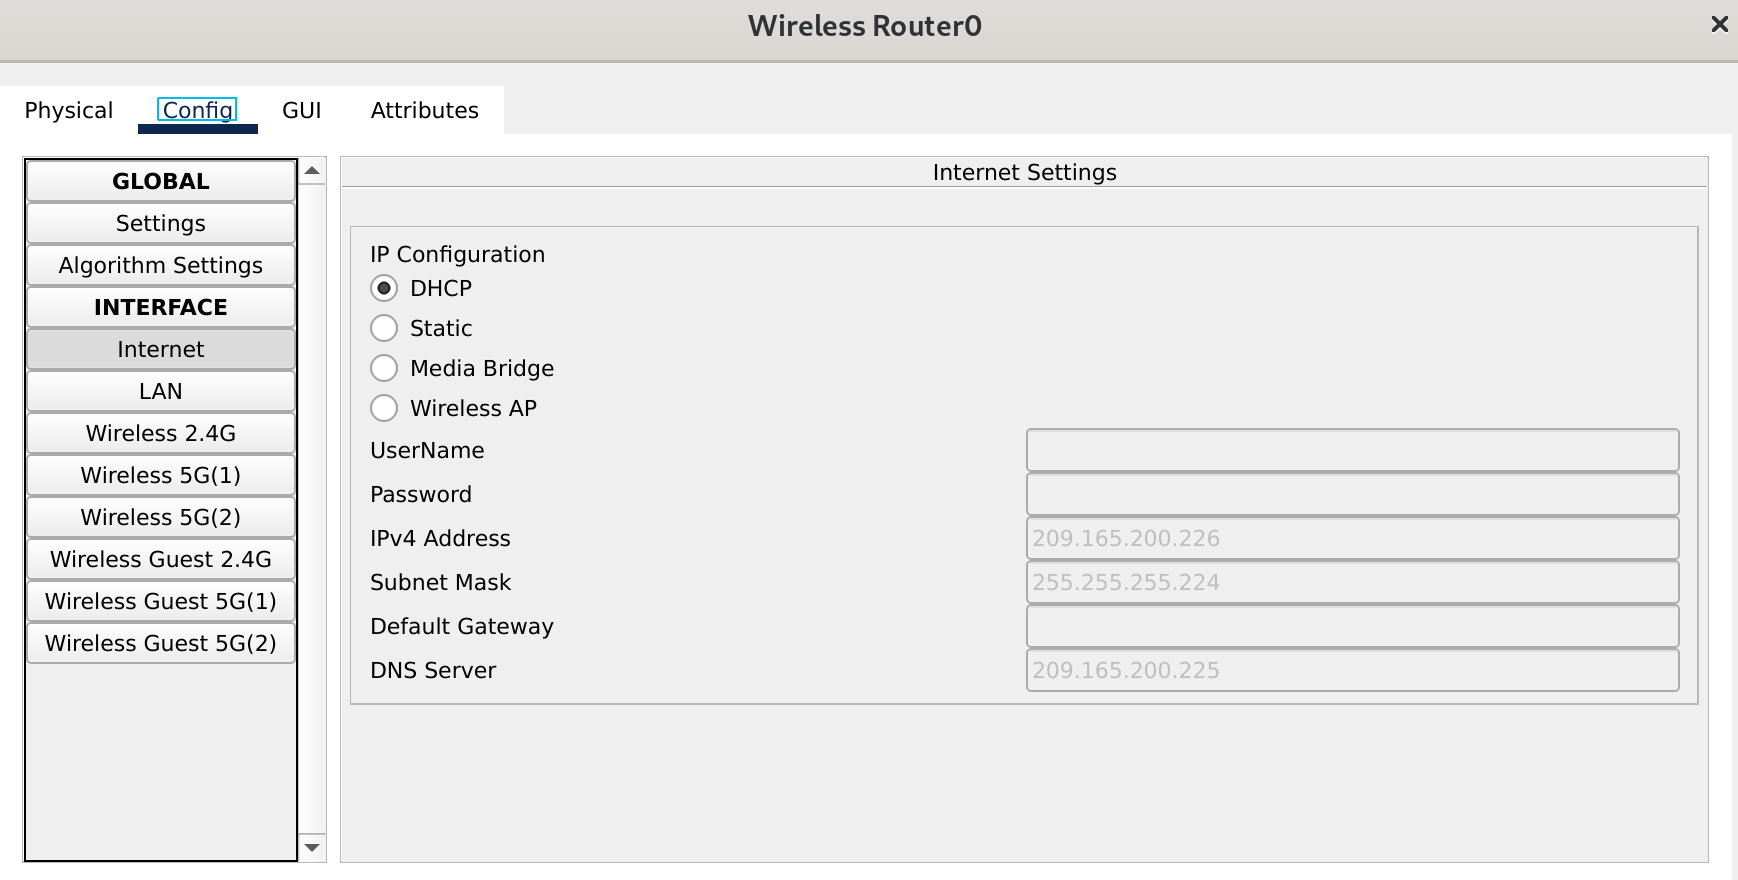 Wireless Router0
Physical Config GUI Attributes
GLOBAL
Settings
Algorithm Settings
INTERFACE
Internet
LAN
Wireless 2.4G
Wireless 5G(1)
Wireless 5G(2)
Wireless Guest 2.4G
Wireless Guest 5G(1)
Wireless Guest 5G(2)
Internet Settings
IP Configuration
DHCP
Static
Media Bridge
Wireless AP
UserName
Password
IPv4 Address 209.165.200.226
Subnet Mask 255.255.255.224
Default Gateway
DNS Server 209.165.200.225